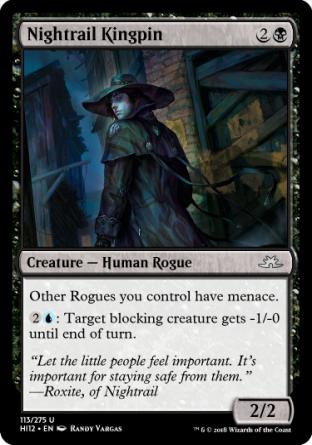 Nightrail Kingpin 2
Creature — Human Rogue
Other Rogues you control have menace.
2: Target blocking creature gets -1/-0
until end of turn.
“Let the little people feel important. It’s
important for staying safe from them.”
—Roxite, of Nightrail
2/2
113/275 U
HI12 • EN Randy Vargas
™ & © 2018 Wizards of the Coast